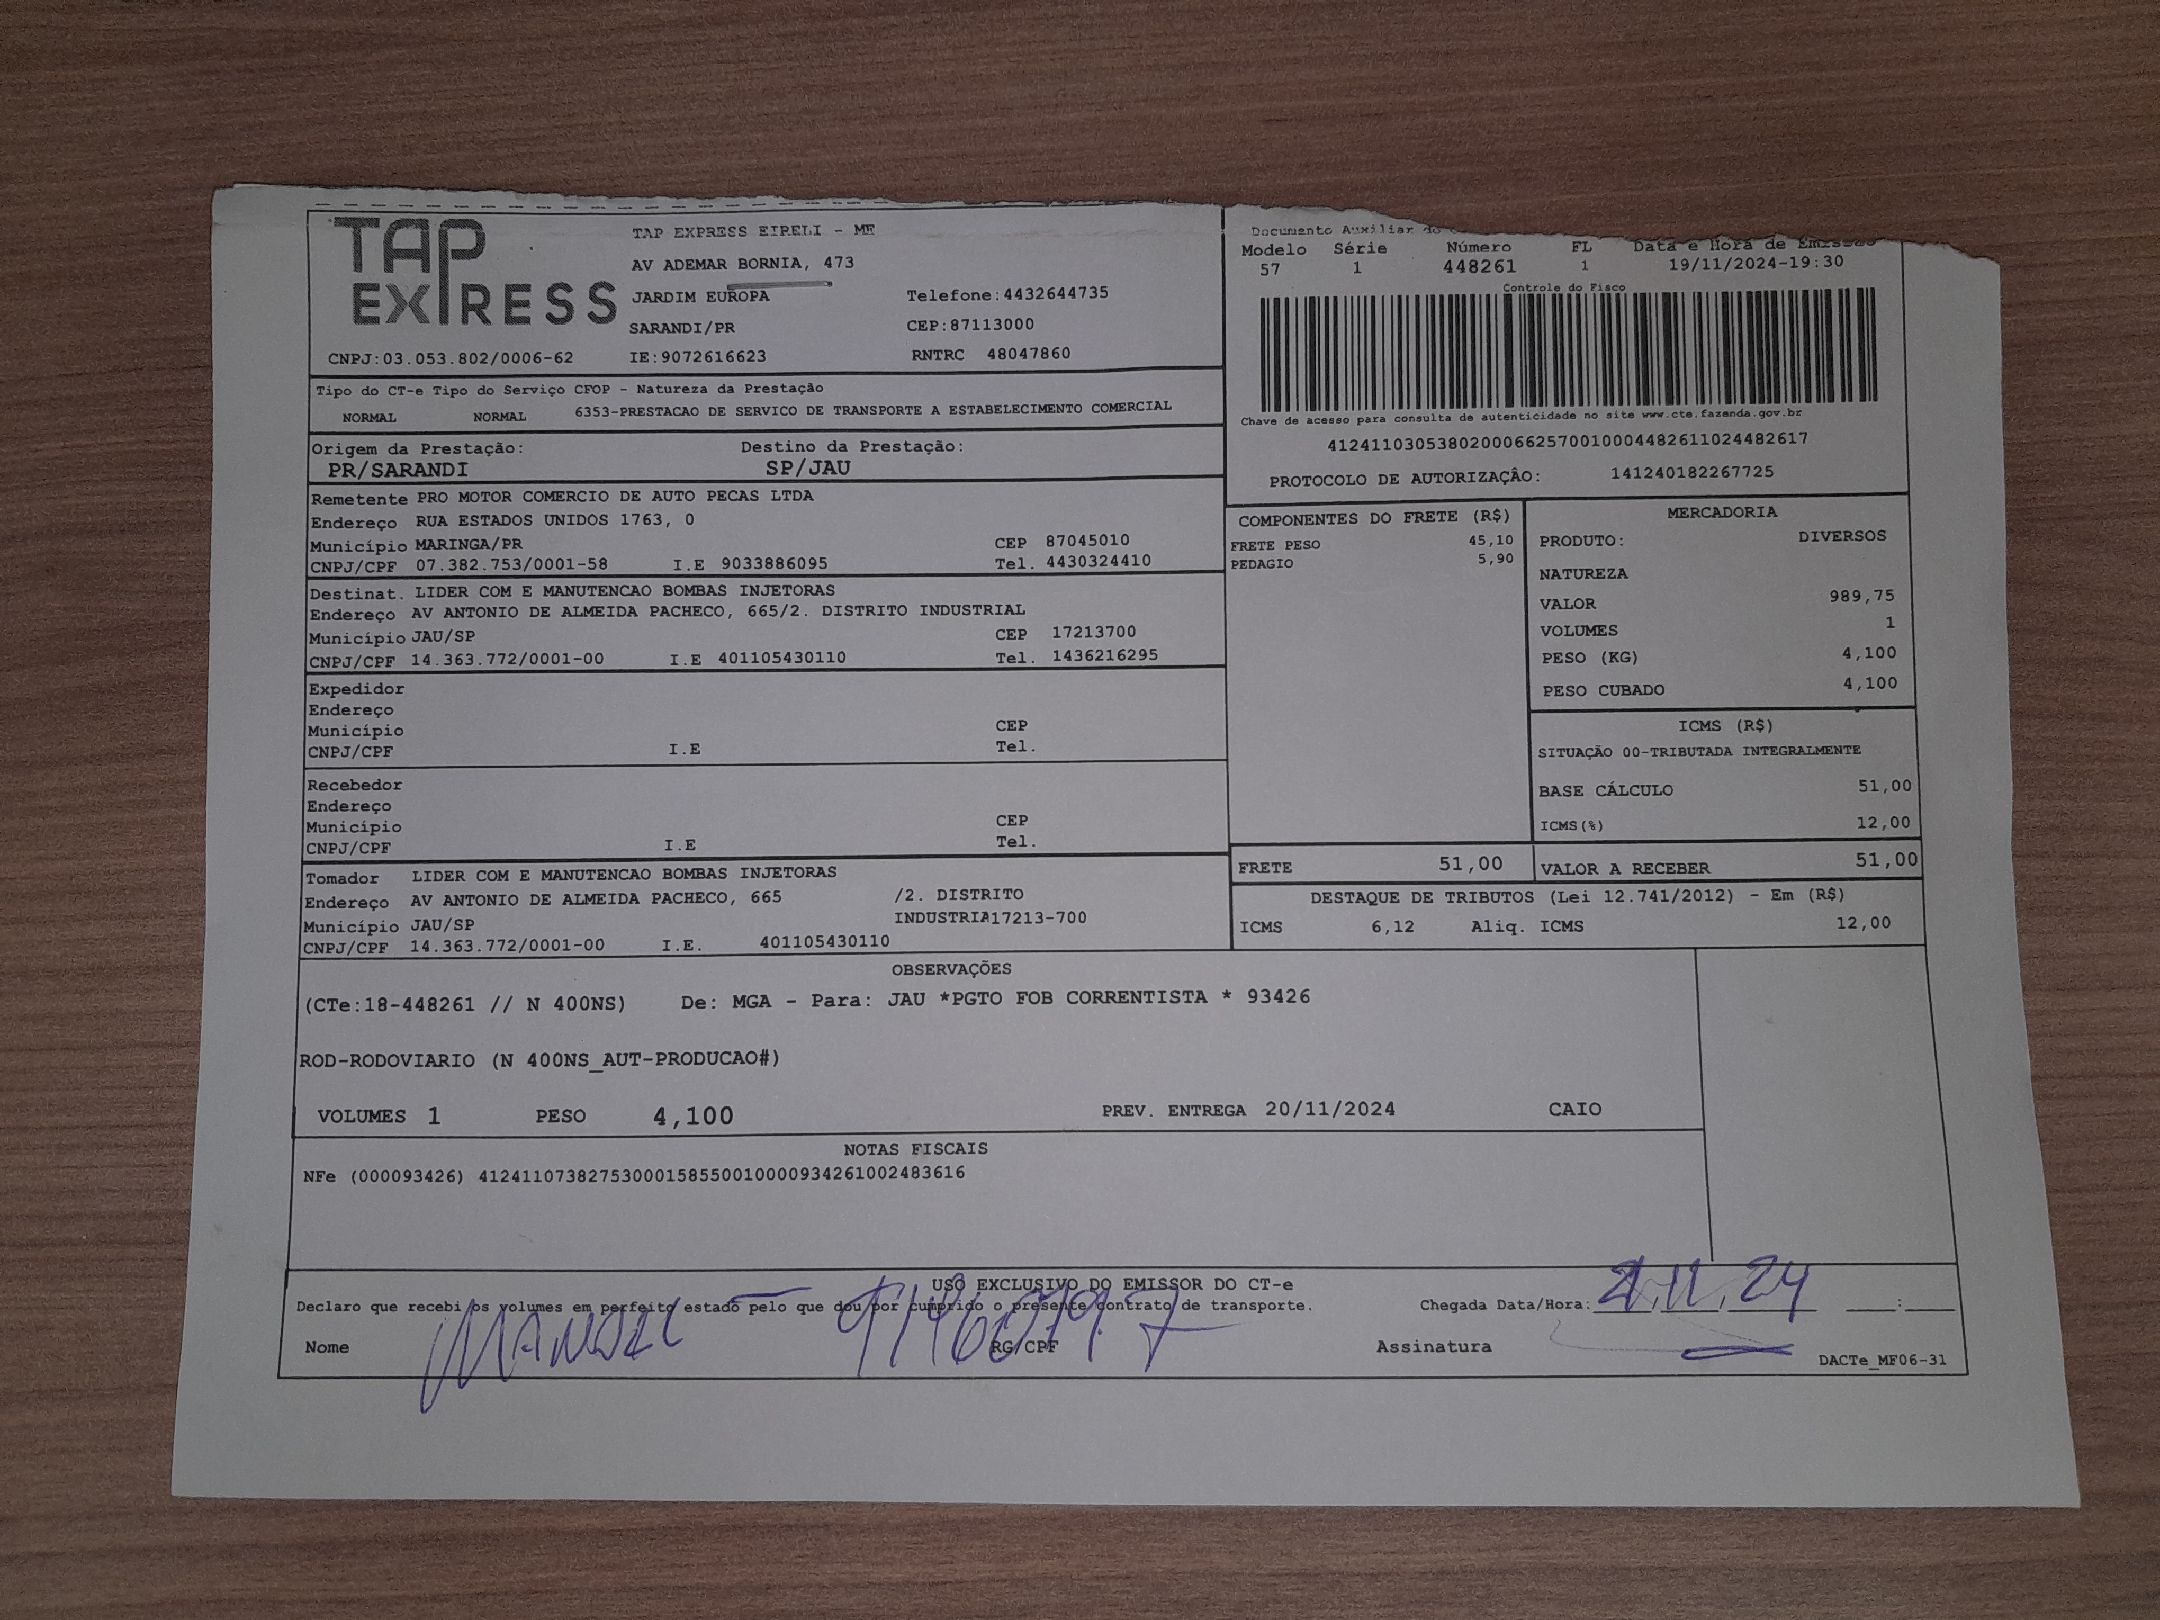 TAP EXPRESS
TAP EXPRESS EIRELI - ME
AV ADEMAR BORNIA, 473
JARDIM EUROPA Telefone:4432644735
SARANDI/PR CEP:87113000
CNPJ:03.053.802/0006-62 IE:9072616623 RNTRC 48047860
Documento Auxiliar do
Modelo Série Número FL Data e Hora de Emissão
57 1 448261 1 19/11/2024-19:30
Controle do Fisco
Chave de acesso para consulta de autenticidade no site www.cte.fazenda.gov.br
41241103053802000662570010004482611024482617
PROTOCOLO DE AUTORIZAÇÃO: 141240182267725
Tipo do CT-e Tipo do Serviço CFOP - Natureza da Prestação
NORMAL NORMAL 6353-PRESTACAO DE SERVICO DE TRANSPORTE A ESTABELECIMENTO COMERCIAL
Origem da Prestação: Destino da Prestação:
PR/SARANDI SP/JAU
Remetente PRO MOTOR COMERCIO DE AUTO PECAS LTDA
Endereço RUA ESTADOS UNIDOS 1763, 0
Município MARINGA/PR CEP 87045010
CNPJ/CPF 07.382.753/0001-58 I.E 9033886095 Tel. 4430324410
Destinat. LIDER COM E MANUTENCAO BOMBAS INJETORAS
Endereço AV ANTONIO DE ALMEIDA PACHECO, 665/2. DISTRITO INDUSTRIAL
Município JAU/SP CEP 17213700
CNPJ/CPF 14.363.772/0001-00 I.E 401105430110 Tel. 1436216295
Expedidor
Endereço
Município CEP
CNPJ/CPF I.E Tel.
Recebedor
Endereço
Município CEP
CNPJ/CPF I.E Tel.
Tomador LIDER COM E MANUTENCAO BOMBAS INJETORAS
Endereço AV ANTONIO DE ALMEIDA PACHECO, 665 /2. DISTRITO
Município JAU/SP INDUSTRIA17213-700
CNPJ/CPF 14.363.772/0001-00 I.E. 401105430110
COMPONENTES DO FRETE (R$)
FRETE PESO 45,10
PEDAGIO 5,90
MERCADORIA
PRODUTO: DIVERSOS
NATUREZA
VALOR 989,75
VOLUMES 1
PESO (KG) 4,100
PESO CUBADO 4,100
ICMS (R$)
SITUAÇÃO 00-TRIBUTADA INTEGRALMENTE
BASE CÁLCULO 51,00
ICMS(%) 12,00
FRETE 51,00 VALOR A RECEBER 51,00
DESTAQUE DE TRIBUTOS (Lei 12.741/2012) - Em (R$)
ICMS 6,12 Aliq. ICMS 12,00
OBSERVAÇÕES
(CTe:18-448261 // N 400NS) De: MGA - Para: JAU *PGTO FOB CORRENTISTA * 93426
ROD-RODOVIARIO (N 400NS_AUT-PRODUCAO#)
VOLUMES 1 PESO 4,100 PREV. ENTREGA 20/11/2024 CAIO
NOTAS FISCAIS
NFe (000093426) 41241107382753000158550010000934261002483616
USO EXCLUSIVO DO EMISSOR DO CT-e
Declaro que recebi os volumes em perfeito estado pelo que dou por cumprido o presente contrato de transporte. Chegada Data/Hora: 21.11.24 :
Nome RG/CPF Assinatura
DACTe_MF06-31